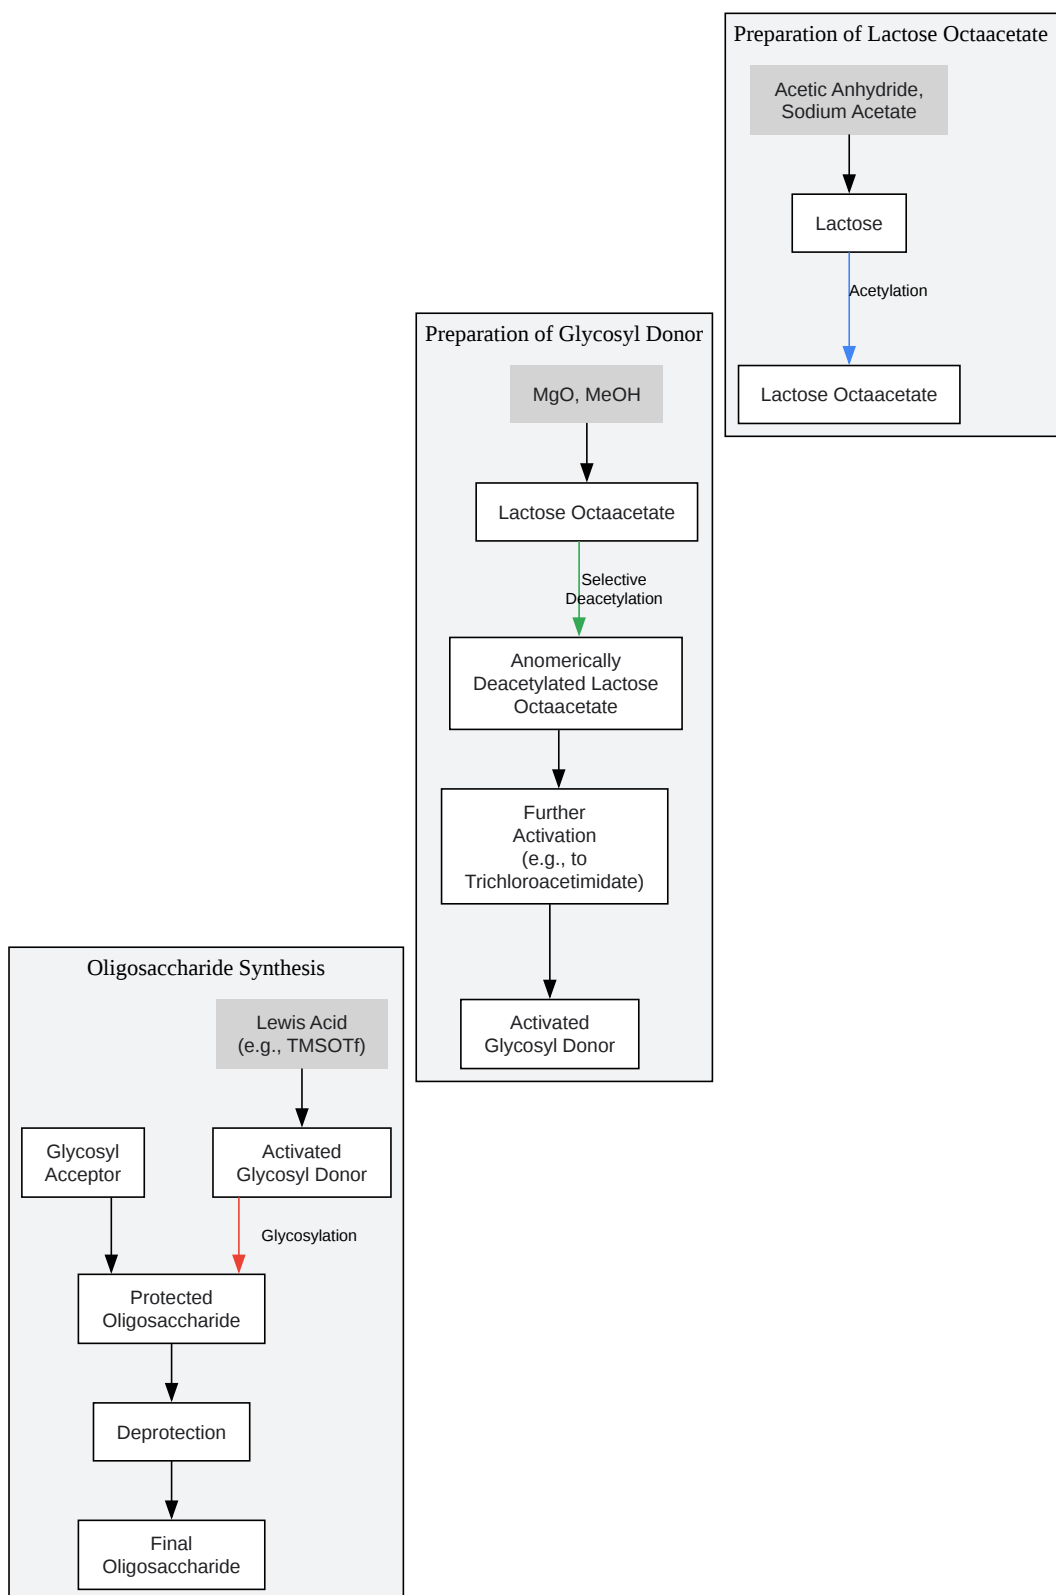 Preparation of Lactose Octaacetate
Acetic Anhydride,
Sodium Acetate
Lactose
Acetylation
Lactose Octaacetate
Preparation of Glycosyl Donor
MgO, MeOH
Lactose Octaacetate
Selective
Deacetylation
Anomerically
Deacetylated Lactose
Octaacetate
Further
Activation
(e.g., to
Trichloroacetimidate)
Activated
Glycosyl Donor
Oligosaccharide Synthesis
Lewis Acid
(e.g., TMSOTf)
Glycosyl
Acceptor
Activated
Glycosyl Donor
Glycosylation
Protected
Oligosaccharide
Deprotection
Final
Oligosaccharide